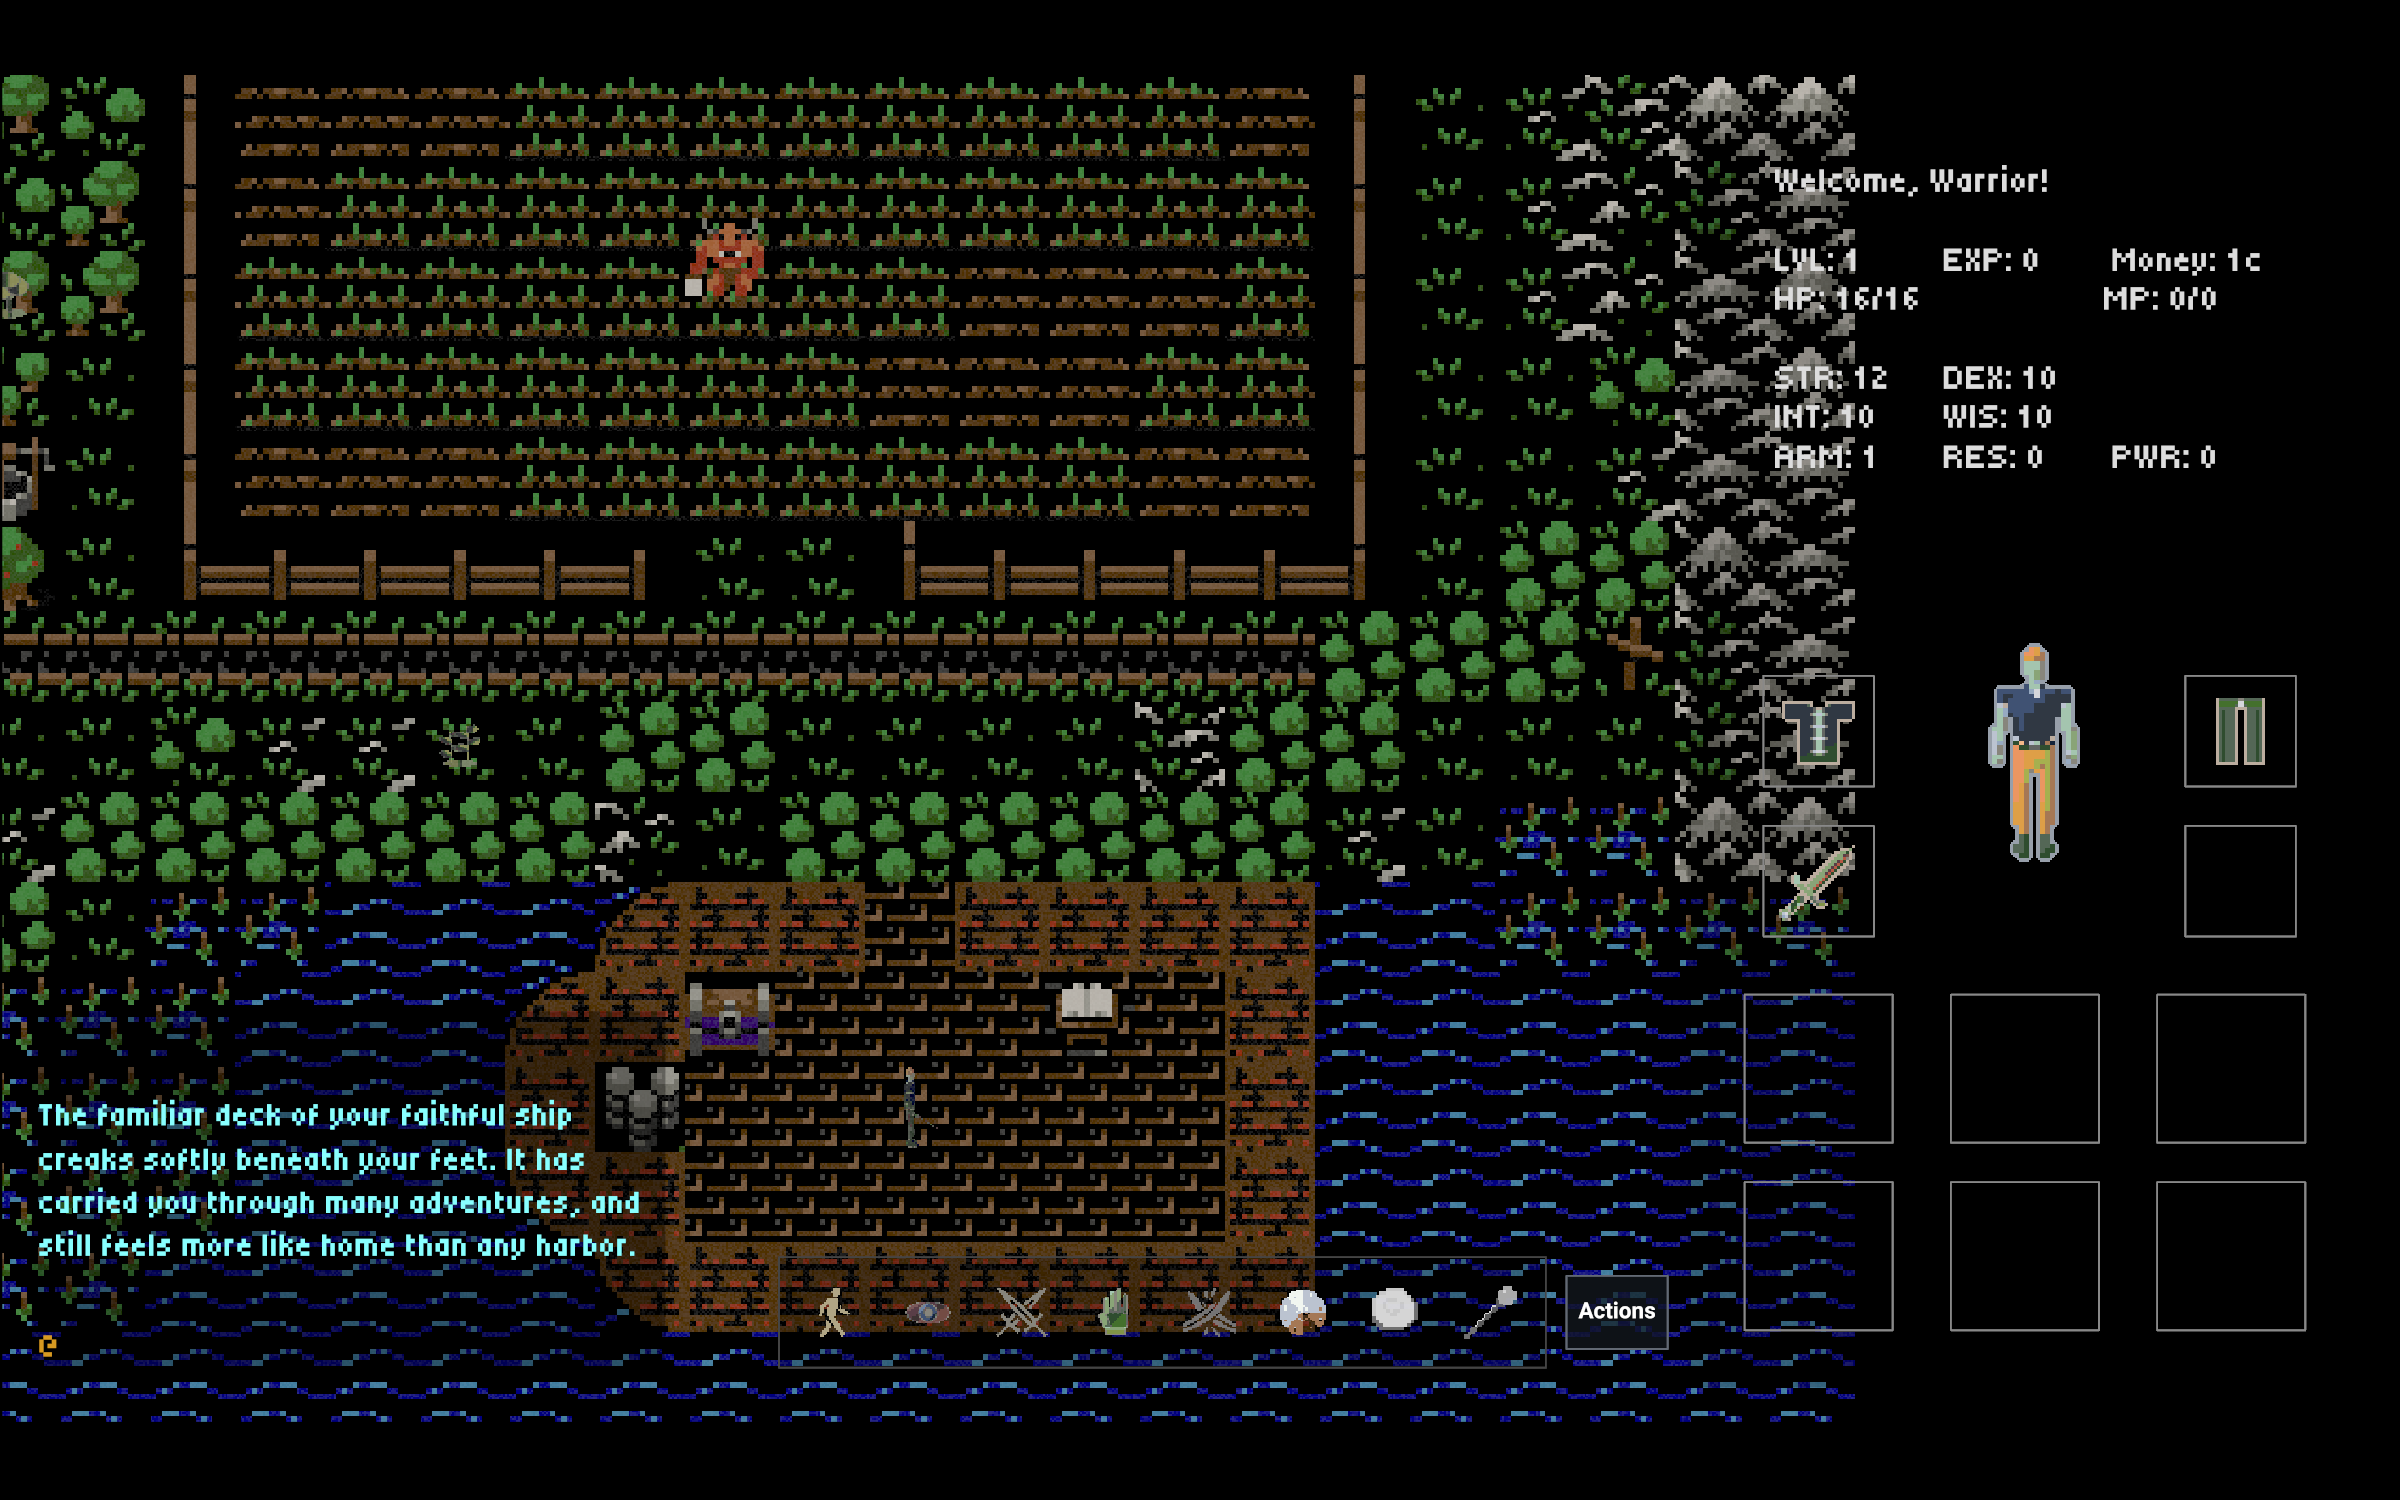 Welcome, Warrior!
LVL: 1 EXP: 0 Money: 1c
HP: 16/16 MP: 0/0
STR: 12 DEX: 10
INT: 10 WIS: 10
ARM: 1 RES: 0 PWR: 0
The familiar deck of your faithful ship
creaks softly beneath your feet. It has
carried you through many adventures, and
still feels more like home than any harbor.
Actions